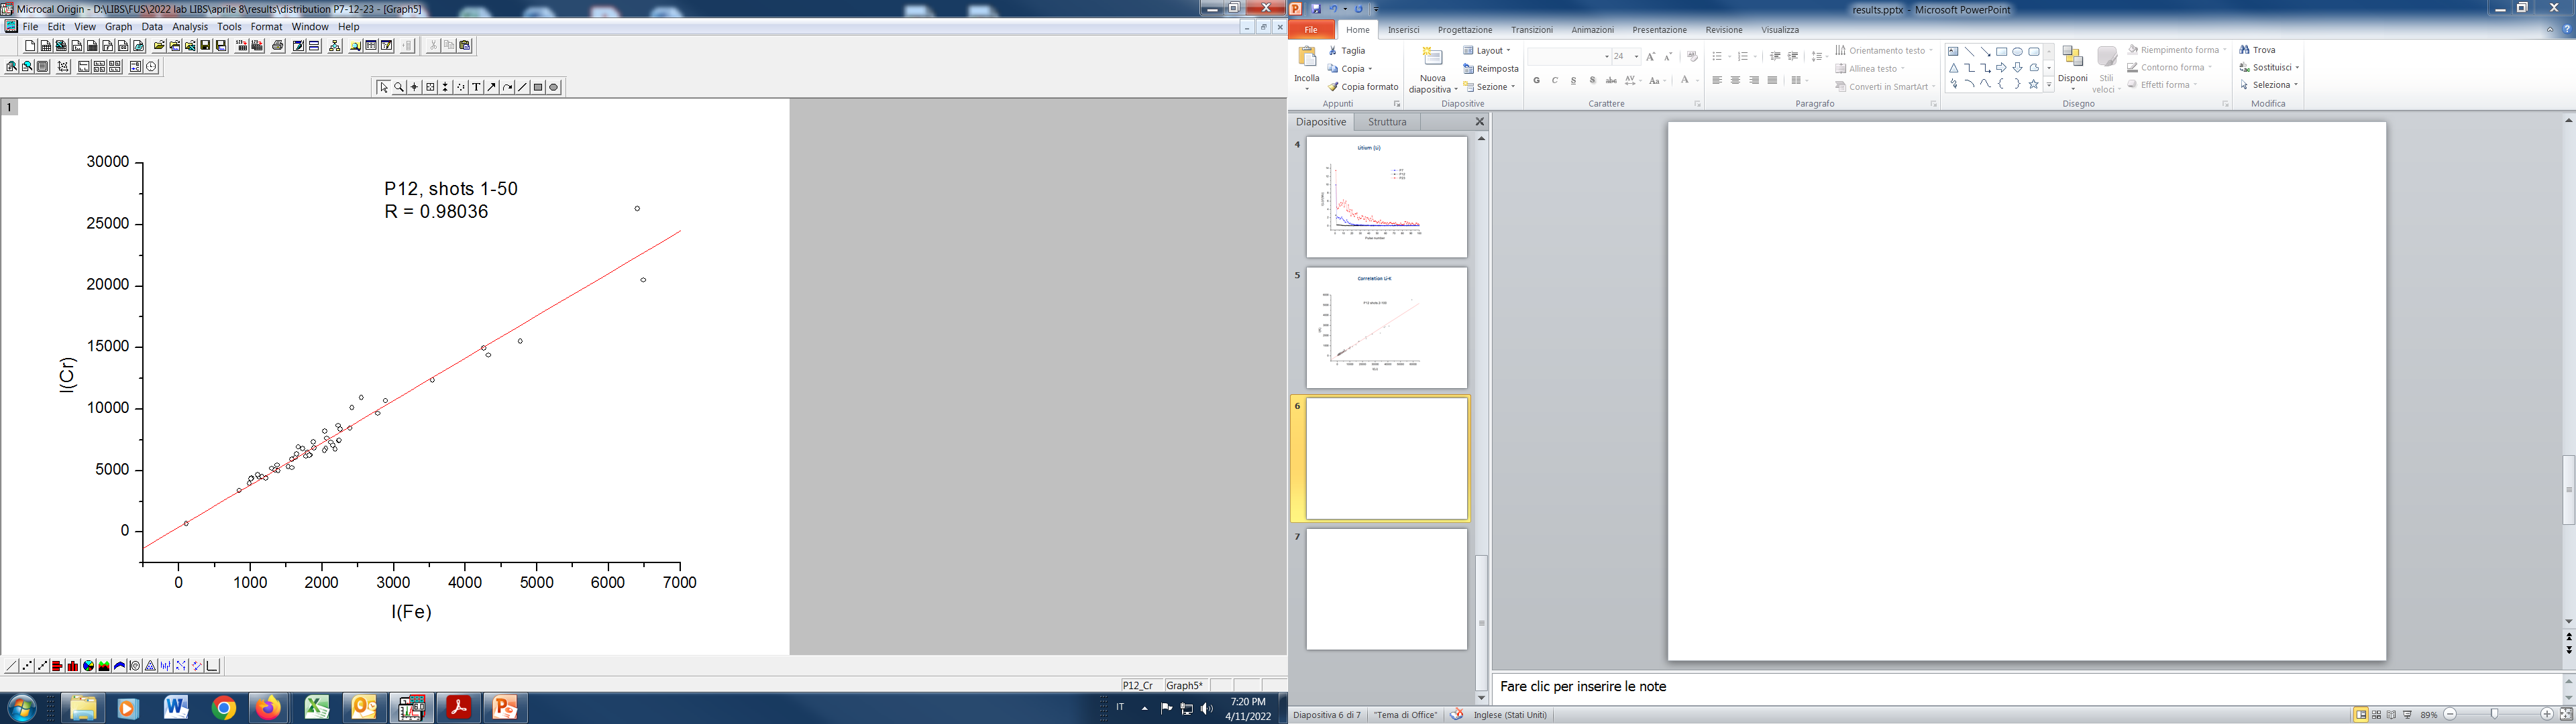 Microcal Origin - D:\LIBS\FUS\2022 lab LIBS\aprile 8\results\distribution P7-12-23 - [Graph5]
File Edit View Graph Data Analysis Tools Format Window Help
1
P12, shots 1-50
R = 0.98036
30000
25000
20000
15000
10000
5000
0
I(Cr)
0 1000 2000 3000 4000 5000 6000 7000
I(Fe)
P12_Cr Graph5*
IT
7:20 PM
4/11/2022
results.pptx - Microsoft PowerPoint
File Home Inserisci Progettazione Transizioni Animazioni Presentazione Revisione Visualizza
Incolla
Taglia
Copia
Copia formato
Appunti
Nuova
diapositiva
Layout
Reimposta
Sezione
Diapositive
24
G C S S abc AV Aa A
Carattere
Orientamento testo
Allinea testo
Converti in SmartArt
Paragrafo
Disponi
Stili
veloci
Riempimento forma
Contorno forma
Effetti forma
Disegno
Trova
Sostituisci
Seleziona
Modifica
Diapositive Struttura
4
Litium (Li)
Pulse number
5
Correlation Li-K
6
7
Fare clic per inserire le note
Diapositiva 6 di 7 "Tema di Office" Inglese (Stati Uniti)
89%